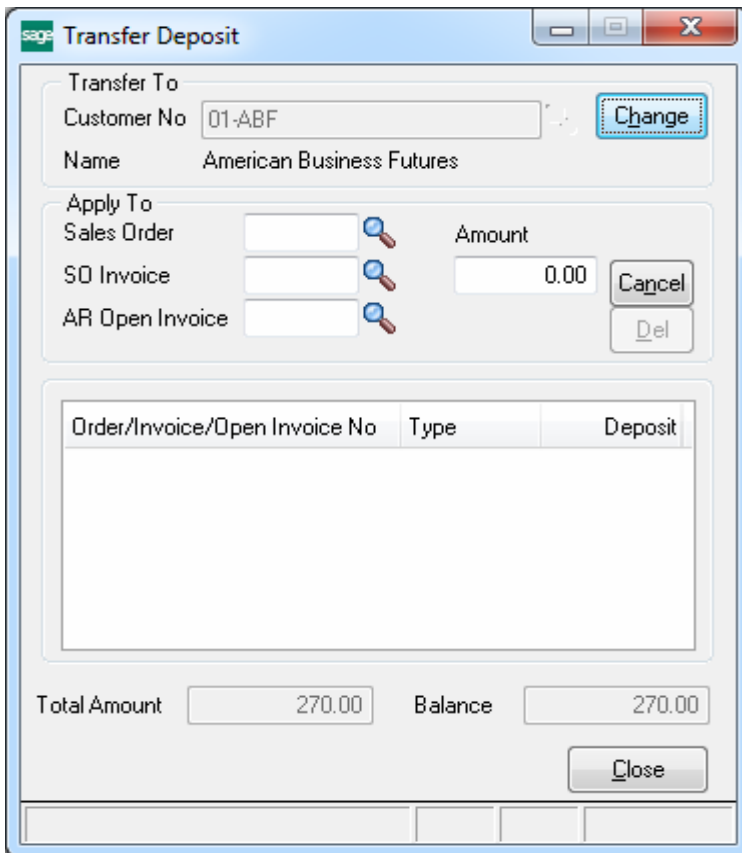 sage Transfer Deposit
Transfer To
Customer No 01-ABF Change
Name American Business Futures
Apply To
Sales Order Amount
SO Invoice 0.00 Cancel
AR Open Invoice Del
Order/Invoice/Open Invoice No Type Deposit
Total Amount 270.00 Balance 270.00
Close